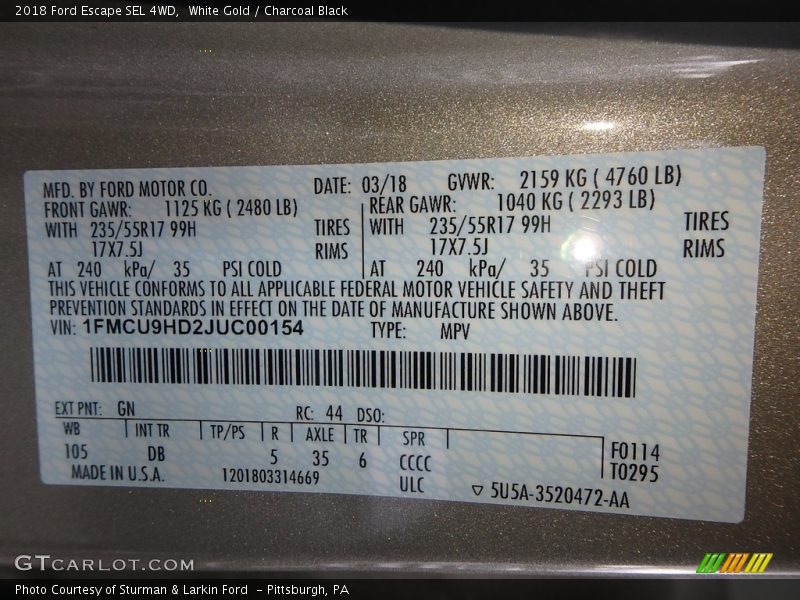 2018 Ford Escape SEL 4WD, White Gold / Charcoal Black
MFD. BY FORD MOTOR CO. DATE: 03/18 GVWR: 2159 KG ( 4760 LB)
FRONT GAWR: 1125 KG ( 2480 LB) REAR GAWR: 1040 KG ( 2293 LB)
WITH 235/55R17 99H TIRES WITH 235/55R17 99H TIRES
17X7.5J RIMS 17X7.5J RIMS
AT 240 kPa/ 35 PSI COLD AT 240 kPa/ 35 PSI COLD
THIS VEHICLE CONFORMS TO ALL APPLICABLE FEDERAL MOTOR VEHICLE SAFETY AND THEFT
PREVENTION STANDARDS IN EFFECT ON THE DATE OF MANUFACTURE SHOWN ABOVE.
VIN: 1FMCU9HD2JUC00154 TYPE: MPV
EXT PNT: GN RC: 44 DSO:
WB INT TR TP/PS R AXLE TR SPR
105 DB 5 35 6 CCCC F0114
MADE IN U.S.A. 1201803314669 ULC T0295
▽ 5U5A-3520472-AA
GTCARLOT.COM
Photo Courtesy of Sturman & Larkin Ford - Pittsburgh, PA